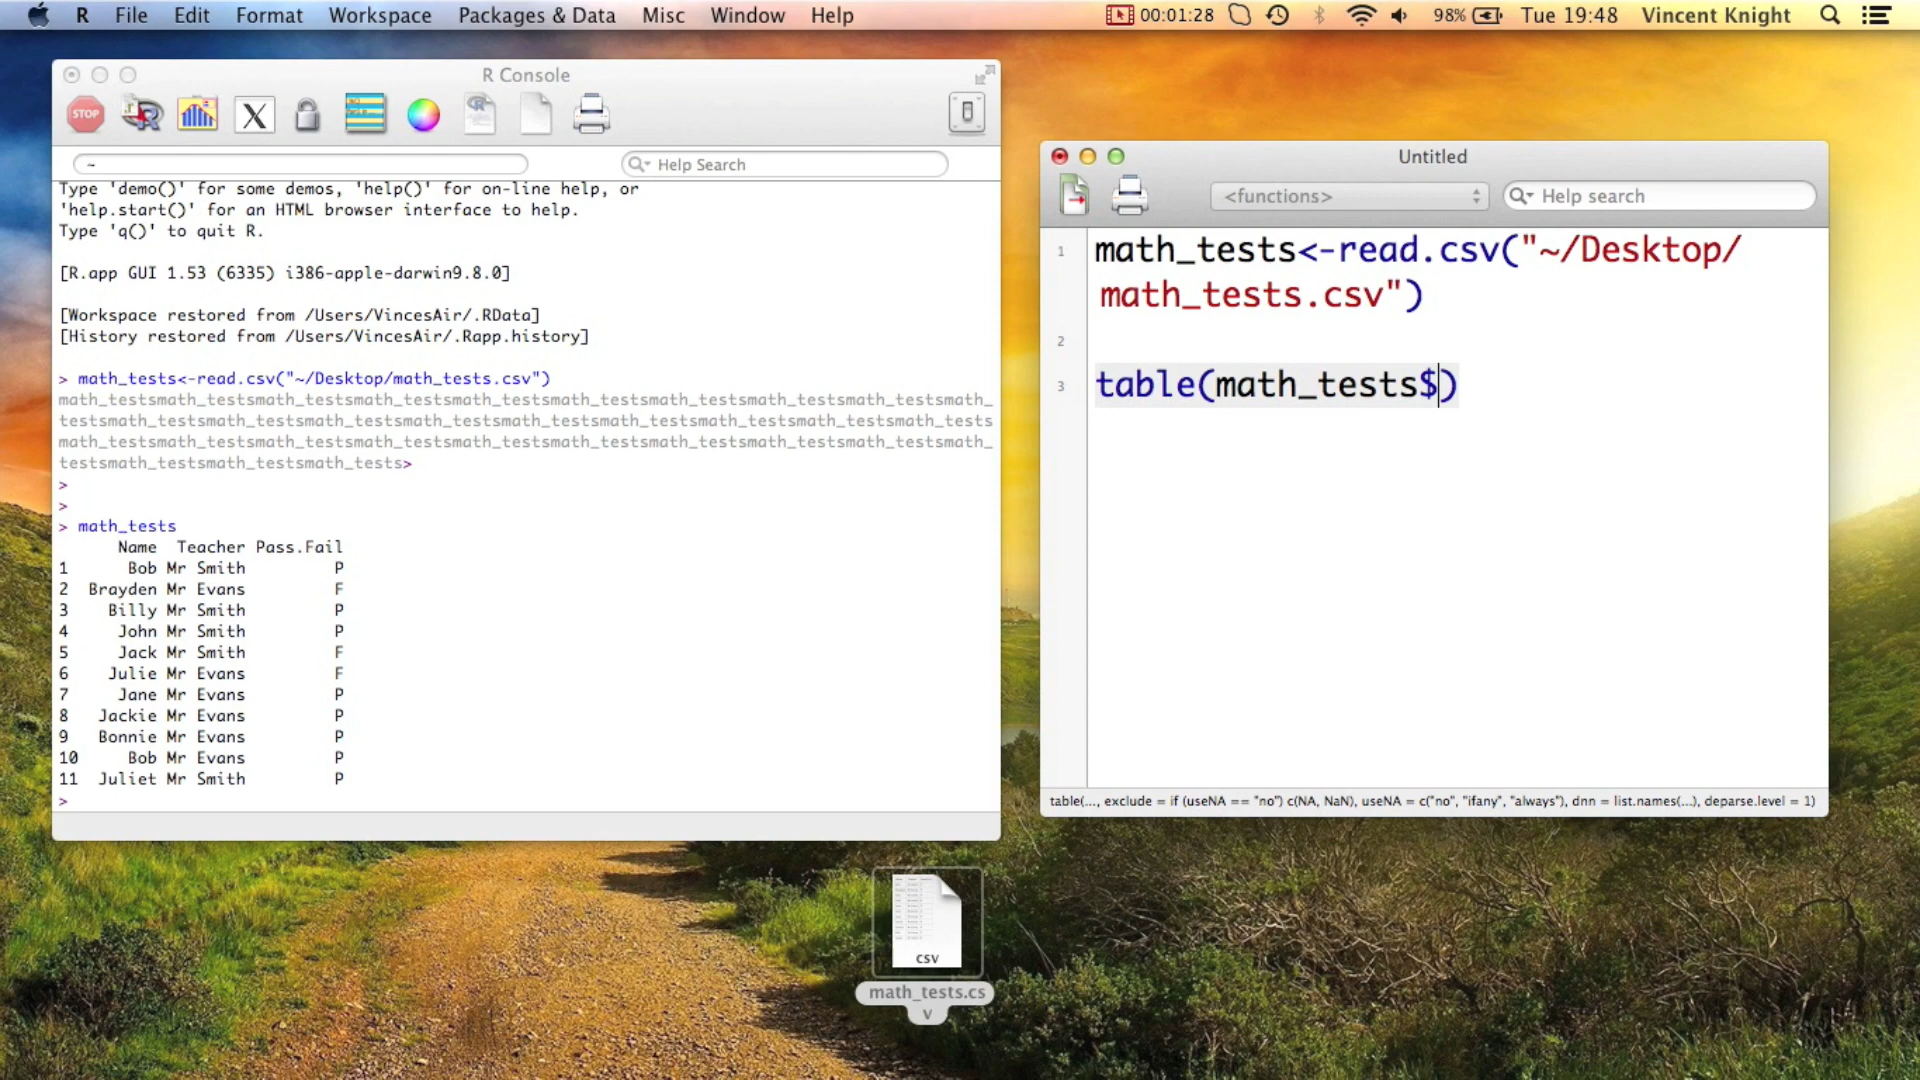 R File Edit Format Workspace Packages & Data Misc Window Help 00:01:28 98% Tue 19:48 Vincent Knight
R Console
STOP
~
Help Search
Type 'demo()' for some demos, 'help()' for on-line help, or
'help.start()' for an HTML browser interface to help.
Type 'q()' to quit R.
[R.app GUI 1.53 (6335) i386-apple-darwin9.8.0]
[Workspace restored from /Users/VincesAir/.RData]
[History restored from /Users/VincesAir/.Rapp.history]
> math_tests<-read.csv("~/Desktop/math_tests.csv")
math_testsmath_testsmath_testsmath_testsmath_testsmath_testsmath_testsmath_testsmath_testsmath_
testsmath_testsmath_testsmath_testsmath_testsmath_testsmath_testsmath_testsmath_testsmath_tests
math_testsmath_testsmath_testsmath_testsmath_testsmath_testsmath_testsmath_testsmath_testsmath_
testsmath_testsmath_testsmath_tests>
>
>
> math_tests
Name Teacher Pass.Fail
1 Bob Mr Smith P
2 Brayden Mr Evans F
3 Billy Mr Smith P
4 John Mr Smith P
5 Jack Mr Smith F
6 Julie Mr Evans F
7 Jane Mr Evans P
8 Jackie Mr Evans P
9 Bonnie Mr Evans P
10 Bob Mr Evans P
11 Juliet Mr Smith P
>
Untitled
<functions>
Help search
1 math_tests<-read.csv("~/Desktop/
math_tests.csv")
2
3 table(math_tests$)
table(..., exclude = if (useNA == "no") c(NA, NaN), useNA = c("no", "ifany", "always"), dnn = list.names(...), deparse.level = 1)
CSV
math_tests.cs
v